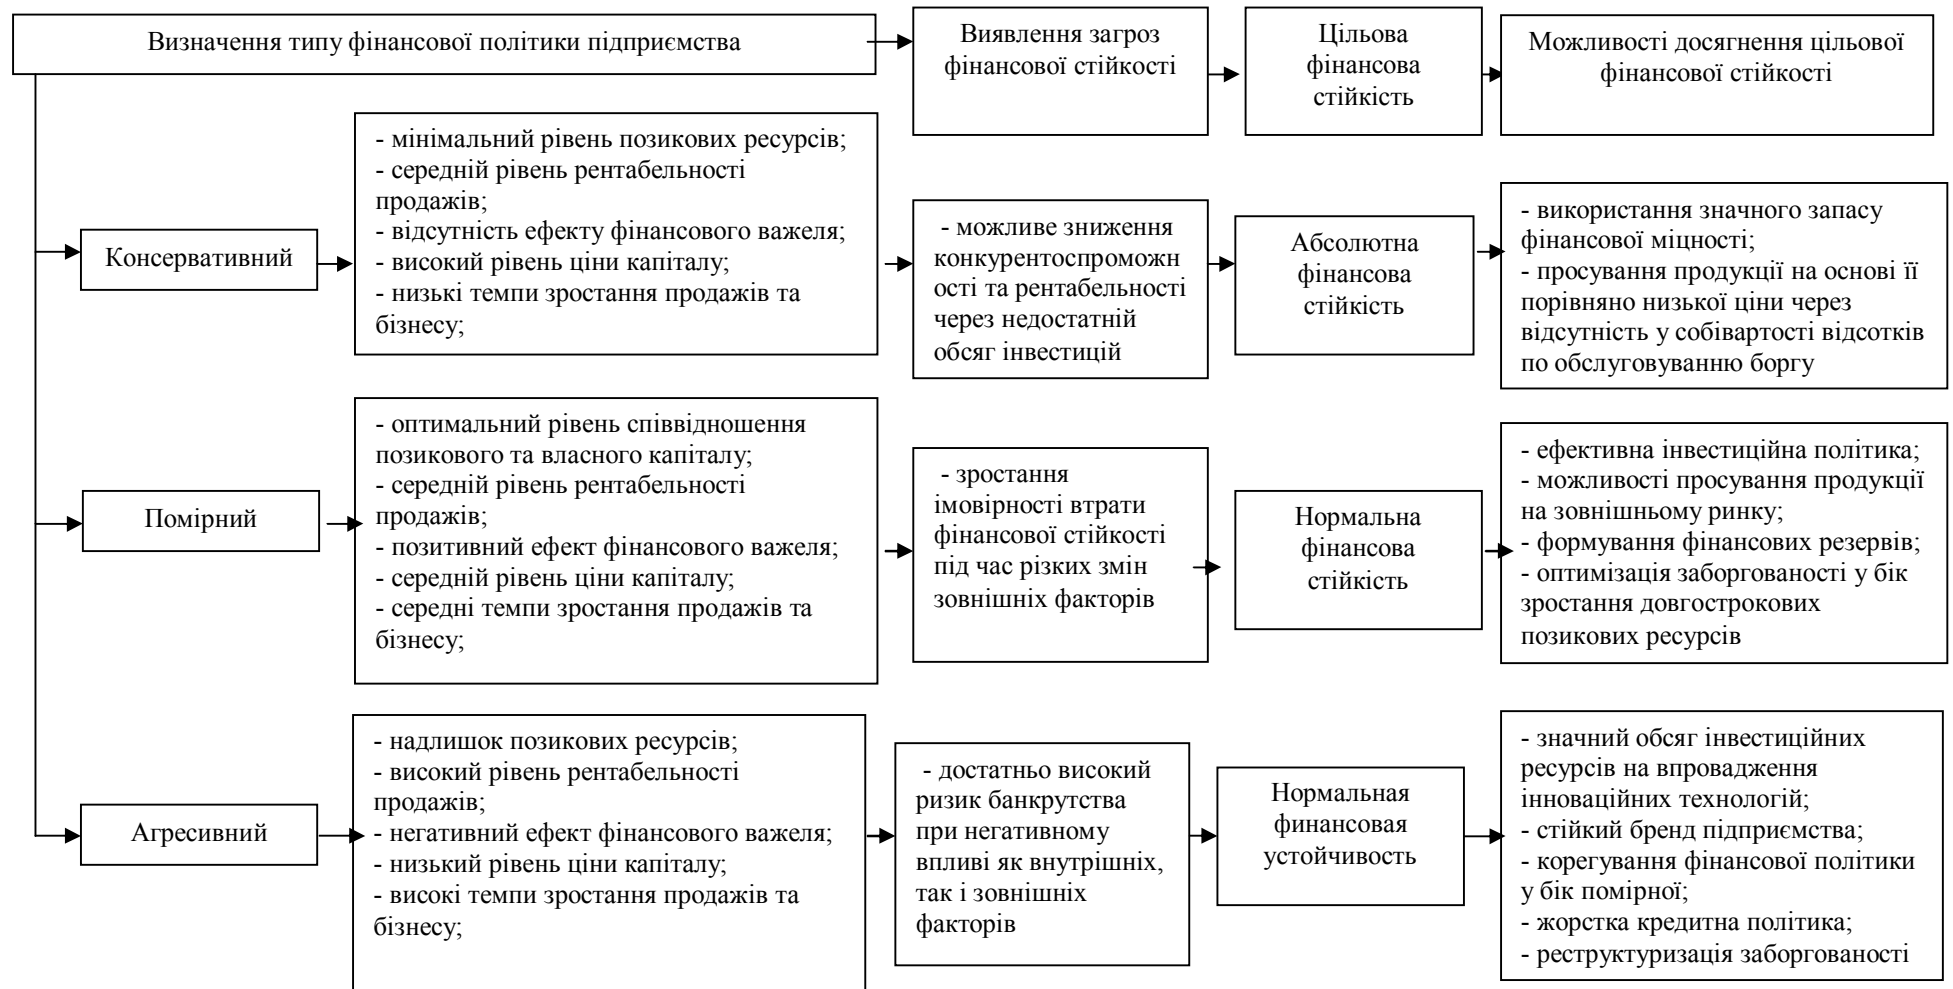 Визначення типу фінансової політики підприємства
Виявлення загроз
фінансової стійкості
Цільова
фінансова
стійкість
Можливості досягнення цільової
фінансової стійкості
Консервативний
- мінімальний рівень позикових ресурсів;
- середній рівень рентабельності
продажів;
- відсутність ефекту фінансового важеля;
- високий рівень ціни капіталу;
- низькі темпи зростання продажів та
бізнесу;
- можливе зниження
конкурентоспроможн
ості та рентабельності
через недостатній
обсяг інвестицій
Абсолютна
фінансова
стійкість
- використання значного запасу
фінансової міцності;
- просування продукції на основі її
порівняно низької ціни через
відсутність у собівартості відсотків
по обслуговуванню боргу
Помірний
- оптимальний рівень співвідношення
позикового та власного капіталу;
- середній рівень рентабельності
продажів;
- позитивний ефект фінансового важеля;
- середній рівень ціни капіталу;
- середні темпи зростання продажів та
бізнесу;
- зростання
імовірності втрати
фінансової стійкості
під час різких змін
зовнішніх факторів
Нормальна
фінансова
стійкість
- ефективна інвестиційна політика;
- можливості просування продукції
на зовнішньому ринку;
- формування фінансових резервів;
- оптимізація заборгованості у бік
зростання довгострокових
позикових ресурсів
Агресивний
- надлишок позикових ресурсів;
- високий рівень рентабельності
продажів;
- негативний ефект фінансового важеля;
- низький рівень ціни капіталу;
- високі темпи зростання продажів та
бізнесу;
- достатньо високий
ризик банкрутства
при негативному
впливі як внутрішніх,
так і зовнішніх
факторів
Нормальная
финансовая
устойчивость
- значний обсяг інвестиційних
ресурсів на впровадження
інноваційних технологій;
- стійкий бренд підприємства;
- корегування фінансової політики
у бік помірної;
- жорстка кредитна політика;
- реструктуризація заборгованості